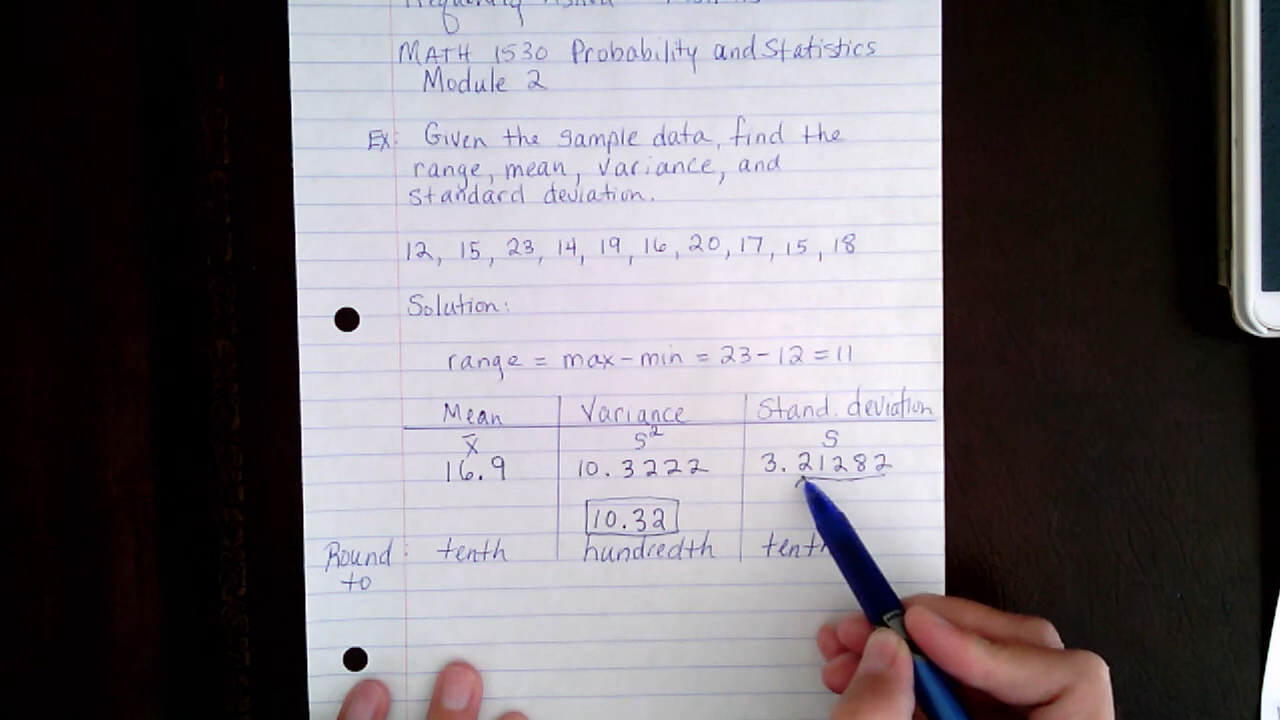 MATH 1530 Probability and Statistics
Module 2
EX: Given the sample data, find the
range, mean, variance, and
standard deviation.
12, 15, 23, 14, 19, 16, 20, 17, 15, 18
Solution:
range = max - min = 23 - 12 = 11
Mean Variance Stand. deviation
x̄ s² s
16.9 10.3222 3.21282
10.32
Round to : tenth hundredth tenth